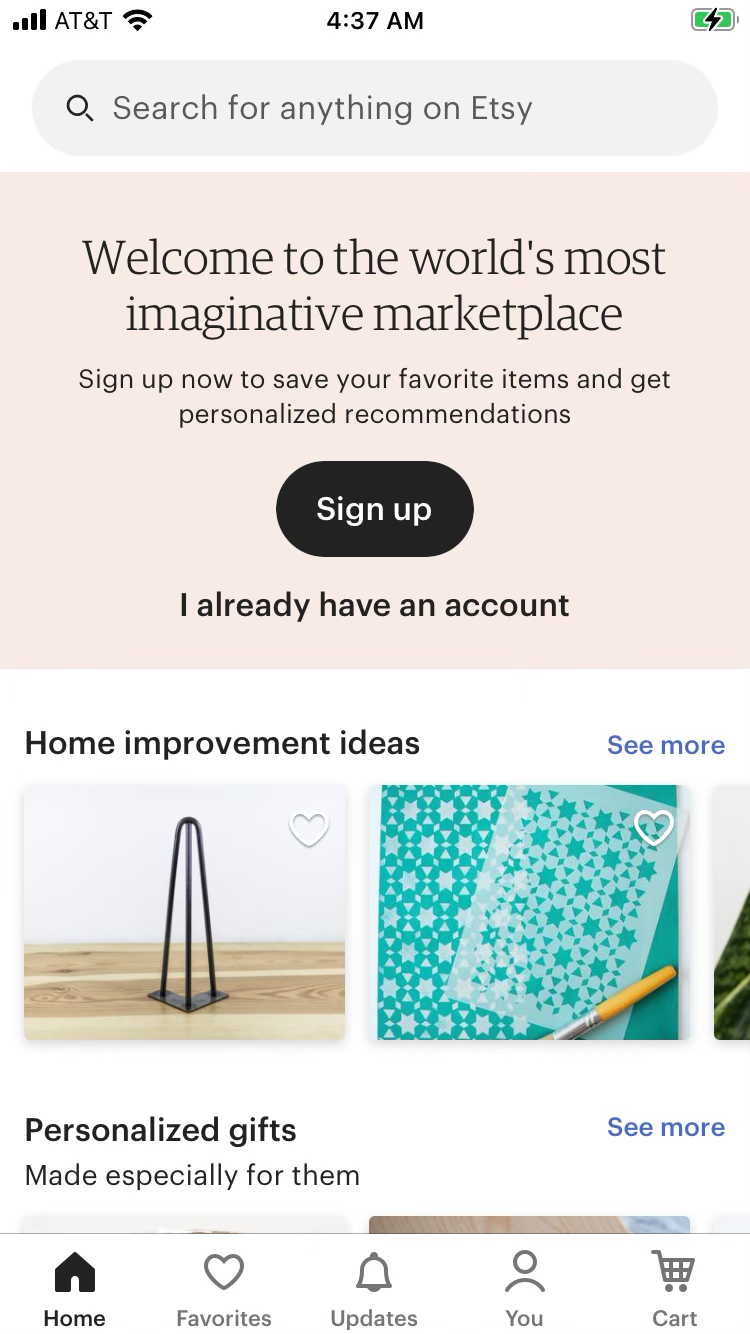 AT&T
4:37 AM
Search for anything on Etsy
Welcome to the world's most
imaginative marketplace
Sign up now to save your favorite items and get
personalized recommendations
Sign up
I already have an account
Home improvement ideas
See more
Personalized gifts
See more
Made especially for them
Home
Favorites
Updates
You
Cart